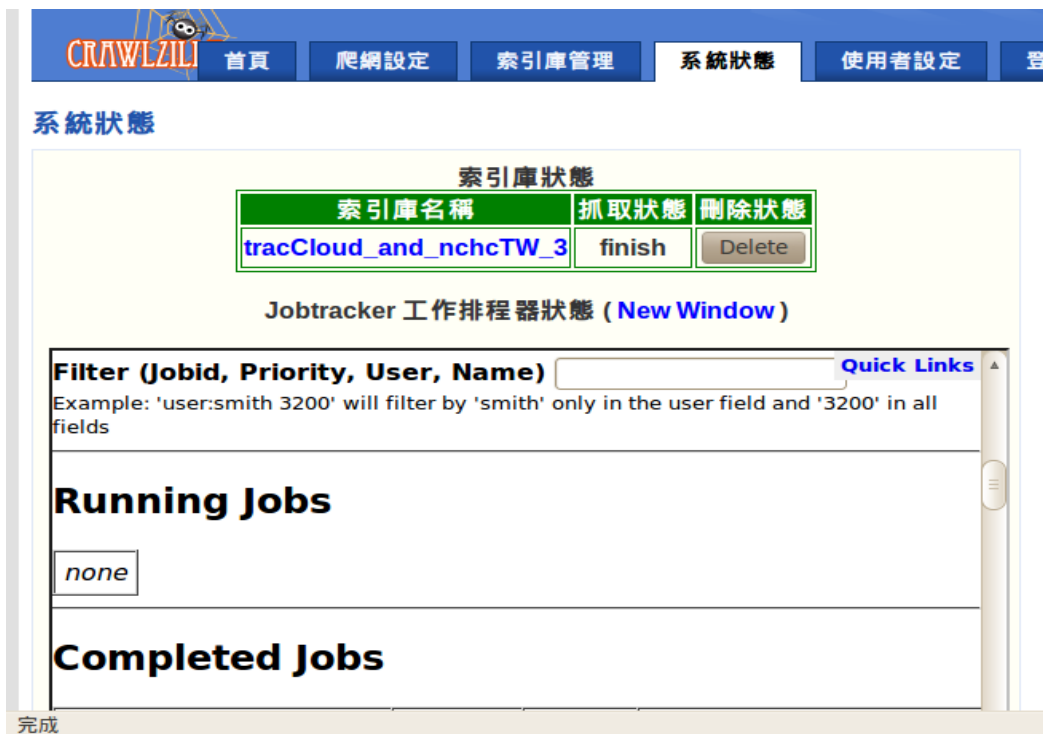 CRAWLZILL
首頁 爬網設定 索引庫管理 系統狀態 使用者設定 登
系統狀態
索引庫狀態
索引庫名稱 抓取狀態 刪除狀態
tracCloud_and_nchcTW_3 finish Delete
Jobtracker 工作排程器狀態 ( New Window )
Filter (Jobid, Priority, User, Name) Quick Links
Example: 'user:smith 3200' will filter by 'smith' only in the user field and '3200' in all
fields
Running Jobs
none
Completed Jobs
完成